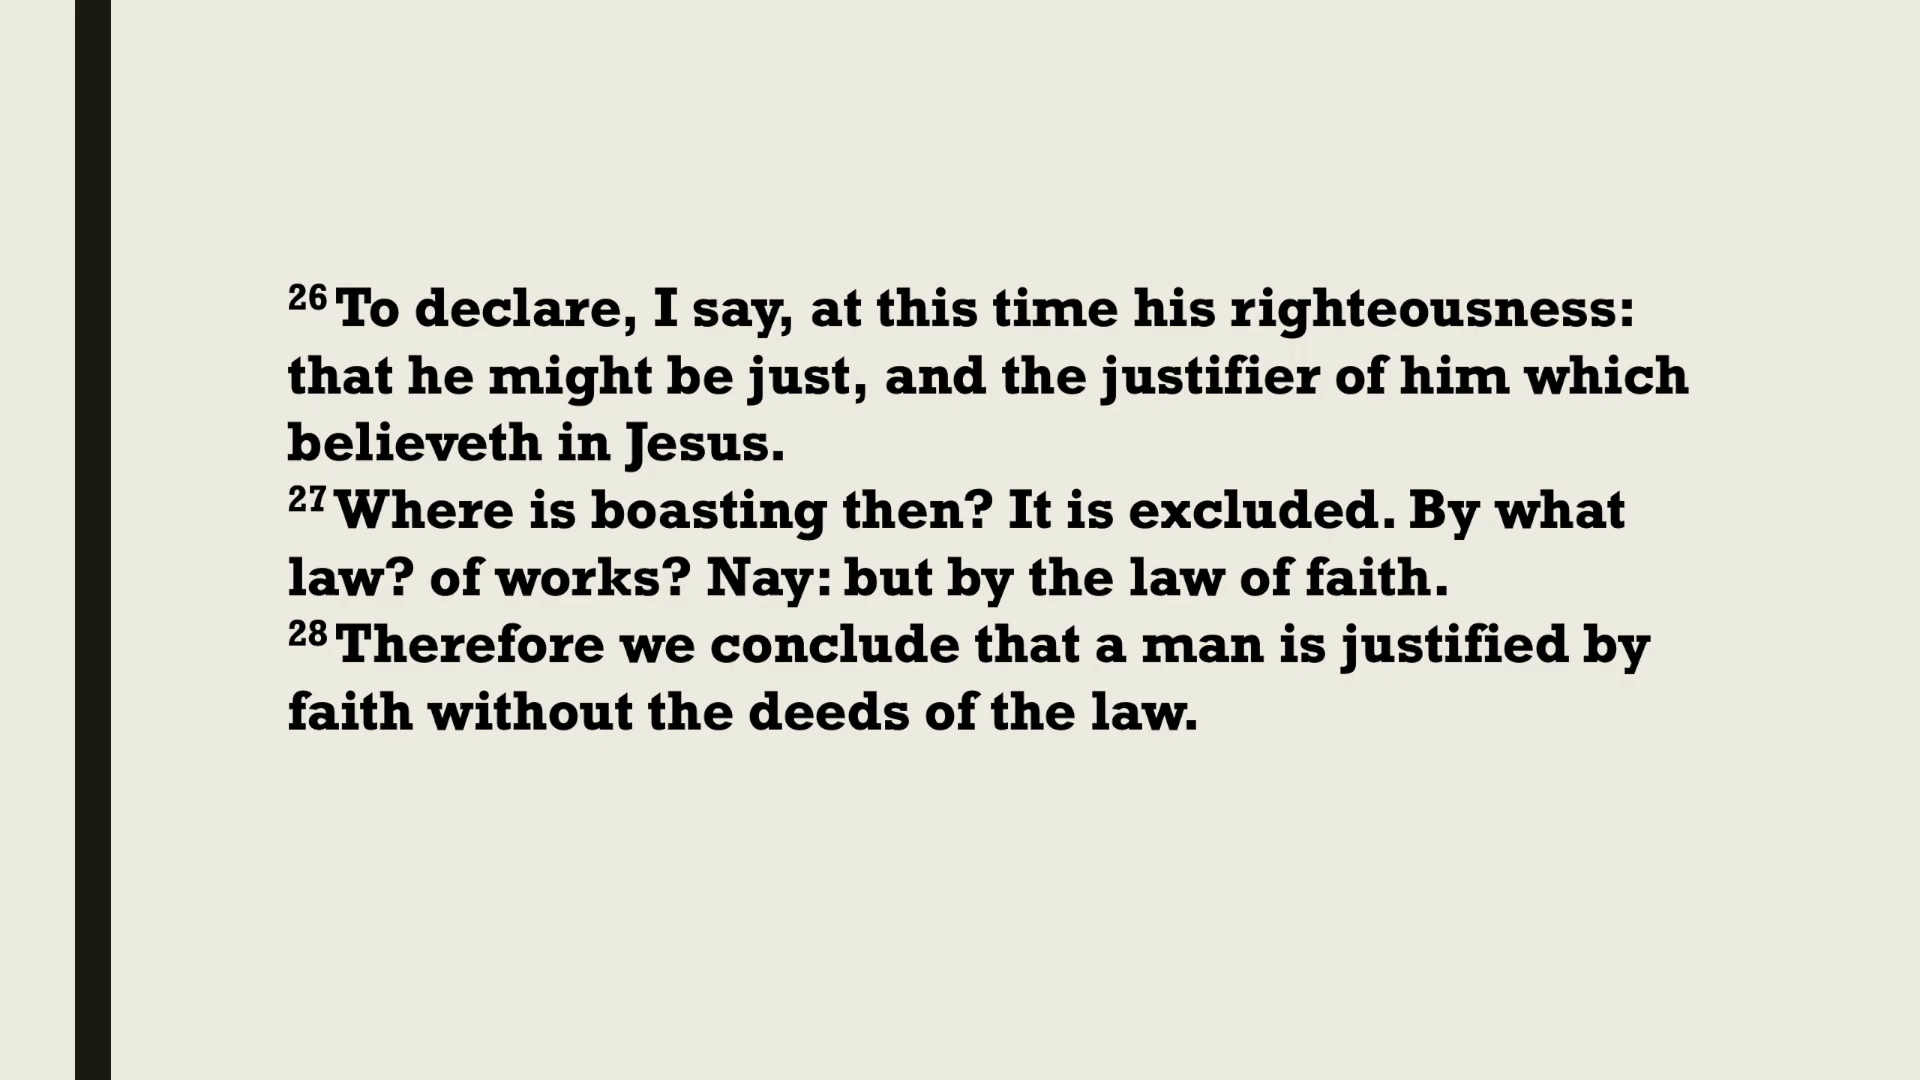 26 To declare, I say, at this time his righteousness:
that he might be just, and the justifier of him which
believeth in Jesus.
27 Where is boasting then? It is excluded. By what
law? of works? Nay: but by the law of faith.
28 Therefore we conclude that a man is justified by
faith without the deeds of the law.